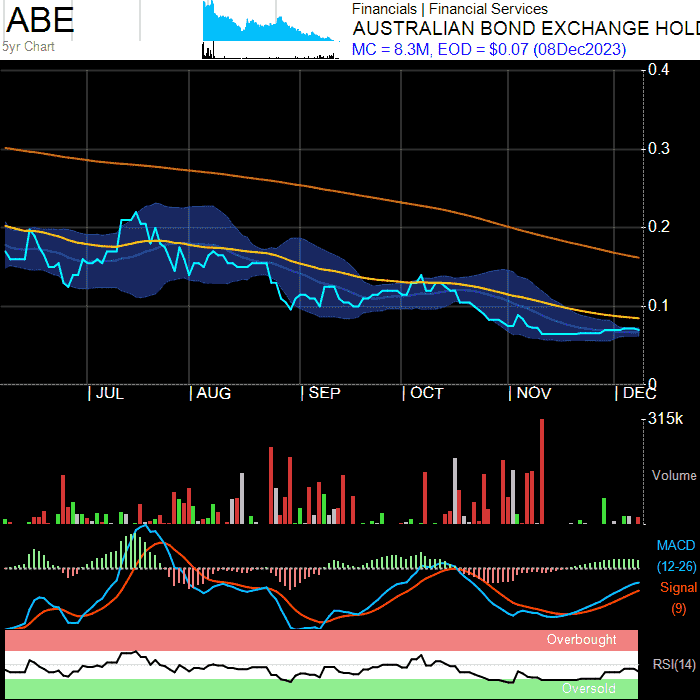 ABE
5yr Chart
Financials | Financial Services
AUSTRALIAN BOND EXCHANGE HOLD
MC = 8.3M, EOD = $0.07 (08Dec2023)
0.4
0.3
0.2
0.1
0
JUL AUG SEP OCT NOV DEC
315k
Volume
MACD
(12-26)
Signal
(9)
Overbought
RSI(14)
Oversold